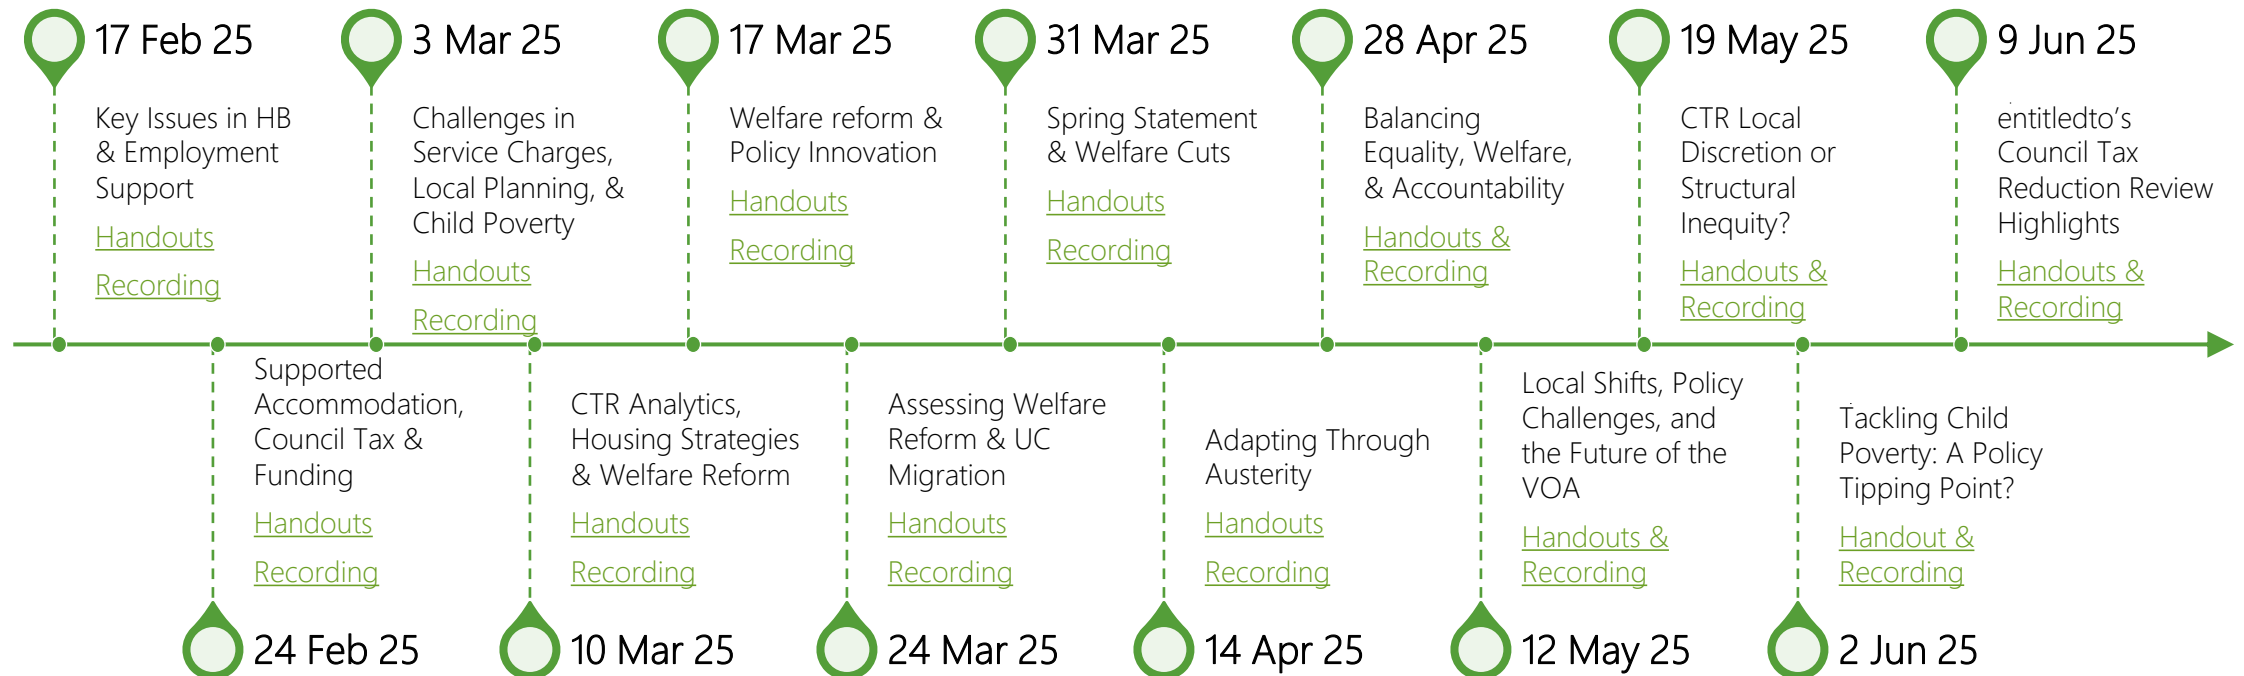 17 Feb 25
Key Issues in HB
& Employment
Support
Handouts
Recording
3 Mar 25
Challenges in
Service Charges,
Local Planning, &
Child Poverty
Handouts
Recording
17 Mar 25
Welfare reform &
Policy Innovation
Handouts
Recording
31 Mar 25
Spring Statement
& Welfare Cuts
Handouts
Recording
28 Apr 25
Balancing
Equality, Welfare,
& Accountability
Handouts &
Recording
19 May 25
CTR Local
Discretion or
Structural
Inequity?
Handouts &
Recording
9 Jun 25
entitledto's
Council Tax
Reduction Review
Highlights
Handouts &
Recording
Supported
Accommodation,
Council Tax &
Funding
Handouts
Recording
24 Feb 25
CTR Analytics,
Housing Strategies
& Welfare Reform
Handouts
Recording
10 Mar 25
Assessing Welfare
Reform & UC
Migration
Handouts
Recording
24 Mar 25
Adapting Through
Austerity
Handouts
Recording
14 Apr 25
Local Shifts, Policy
Challenges, and
the Future of the
VOA
Handouts &
Recording
12 May 25
Tackling Child
Poverty: A Policy
Tipping Point?
Handout &
Recording
2 Jun 25